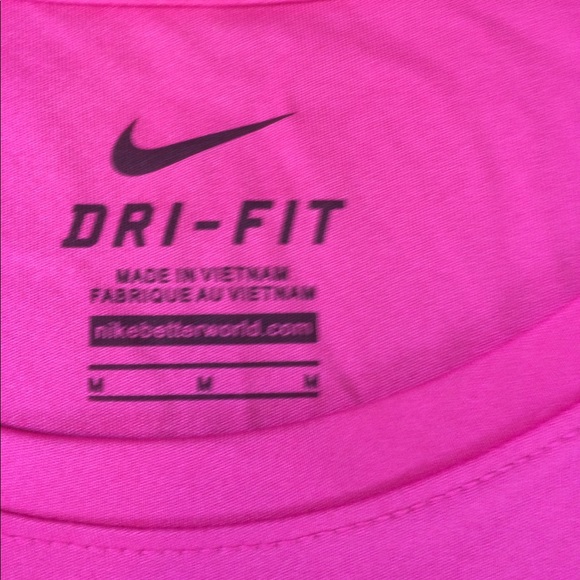 DRI-FIT
MADE IN VIETNAM
FABRIQUE AU VIETNAM
nikebetterworld.com
M M M